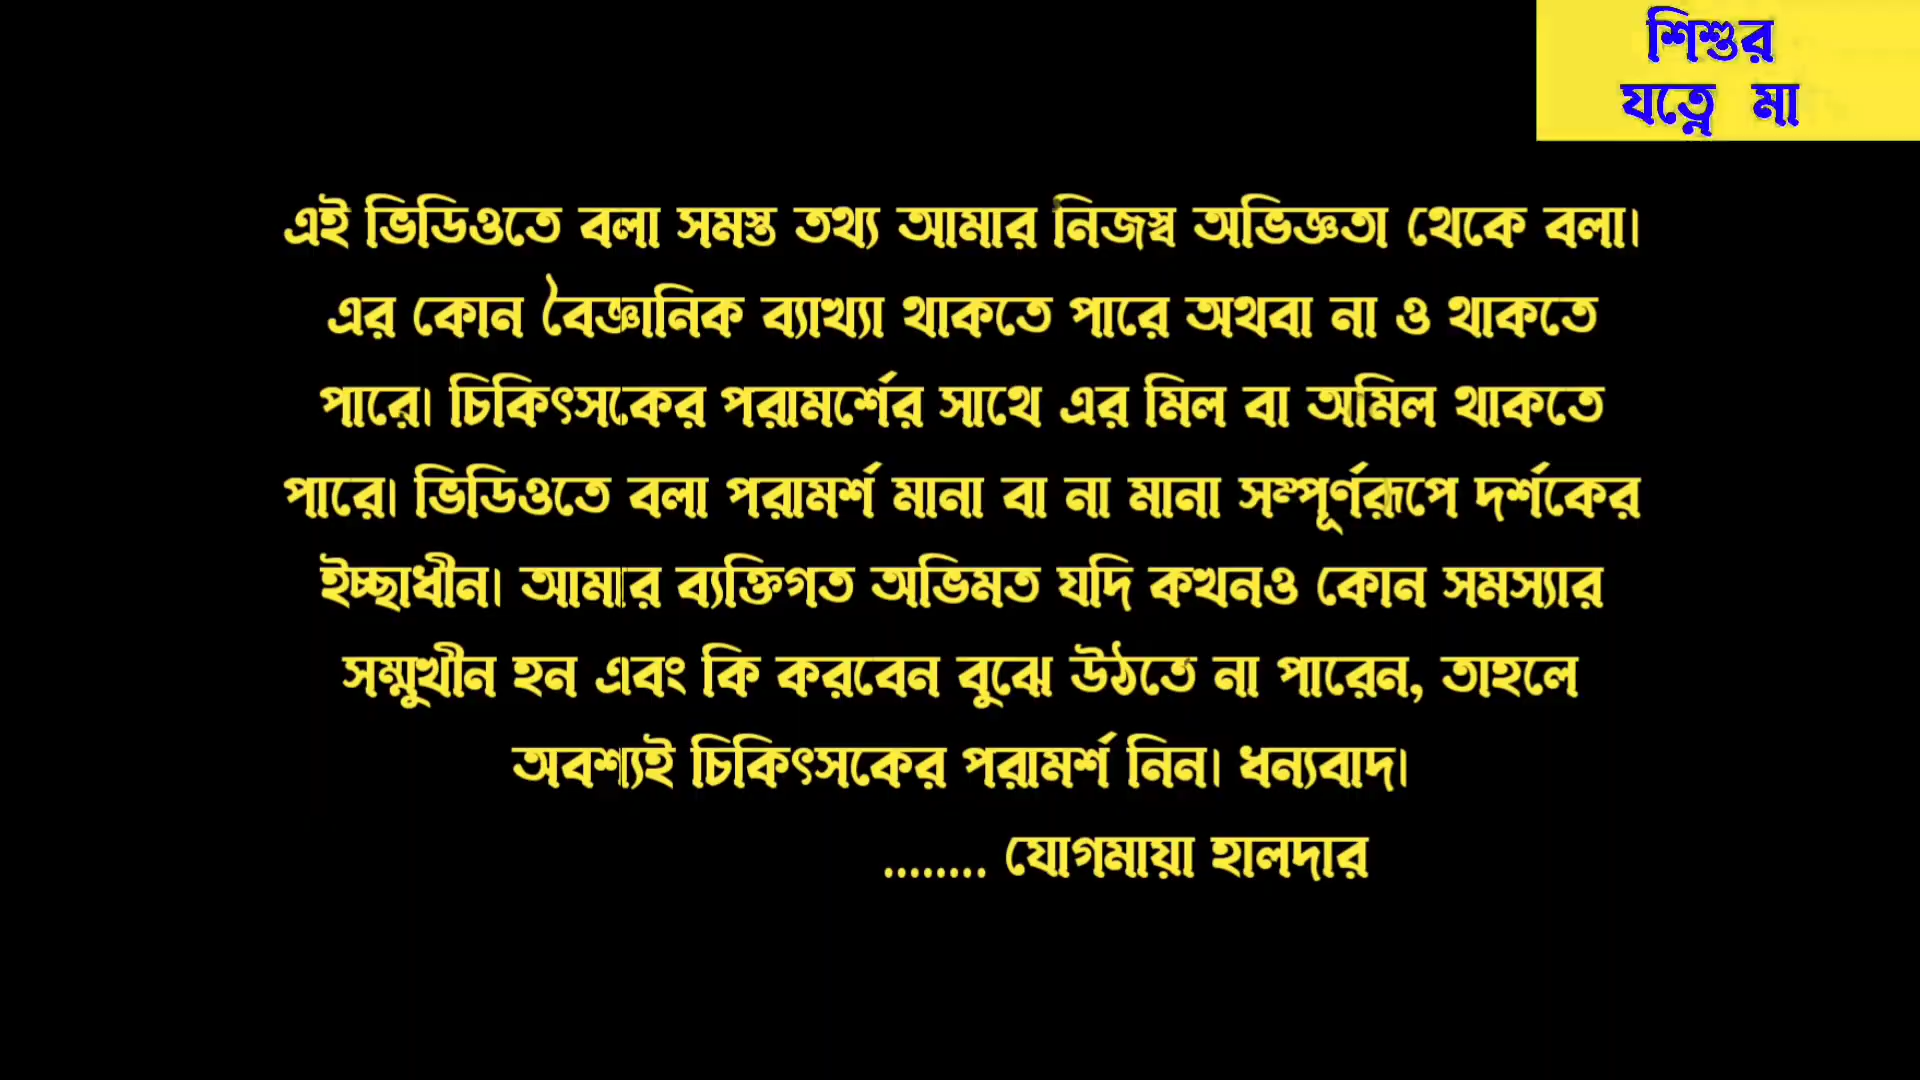 শিশুর
যত্নে মা
এই ভিডিওতে বলা সমস্ত তথ্য আমার নিজস্ব অভিজ্ঞতা থেকে বলা।
এর কোন বৈজ্ঞানিক ব্যাখ্যা থাকতে পারে অথবা না ও থাকতে
পারে। চিকিৎসকের পরামর্শের সাথে এর মিল বা অমিল থাকতে
পারে। ভিডিওতে বলা পরামর্শ মানা বা না মানা সম্পূর্ণরূপে দর্শকের
ইচ্ছাধীন। আমার ব্যক্তিগত অভিমত যদি কখনও কোন সমস্যার
সম্মুখীন হন এবং কি করবেন বুঝে উঠতে না পারেন, তাহলে
অবশ্যই চিকিৎসকের পরামর্শ নিন। ধন্যবাদ।
........ যোগমায়া হালদার